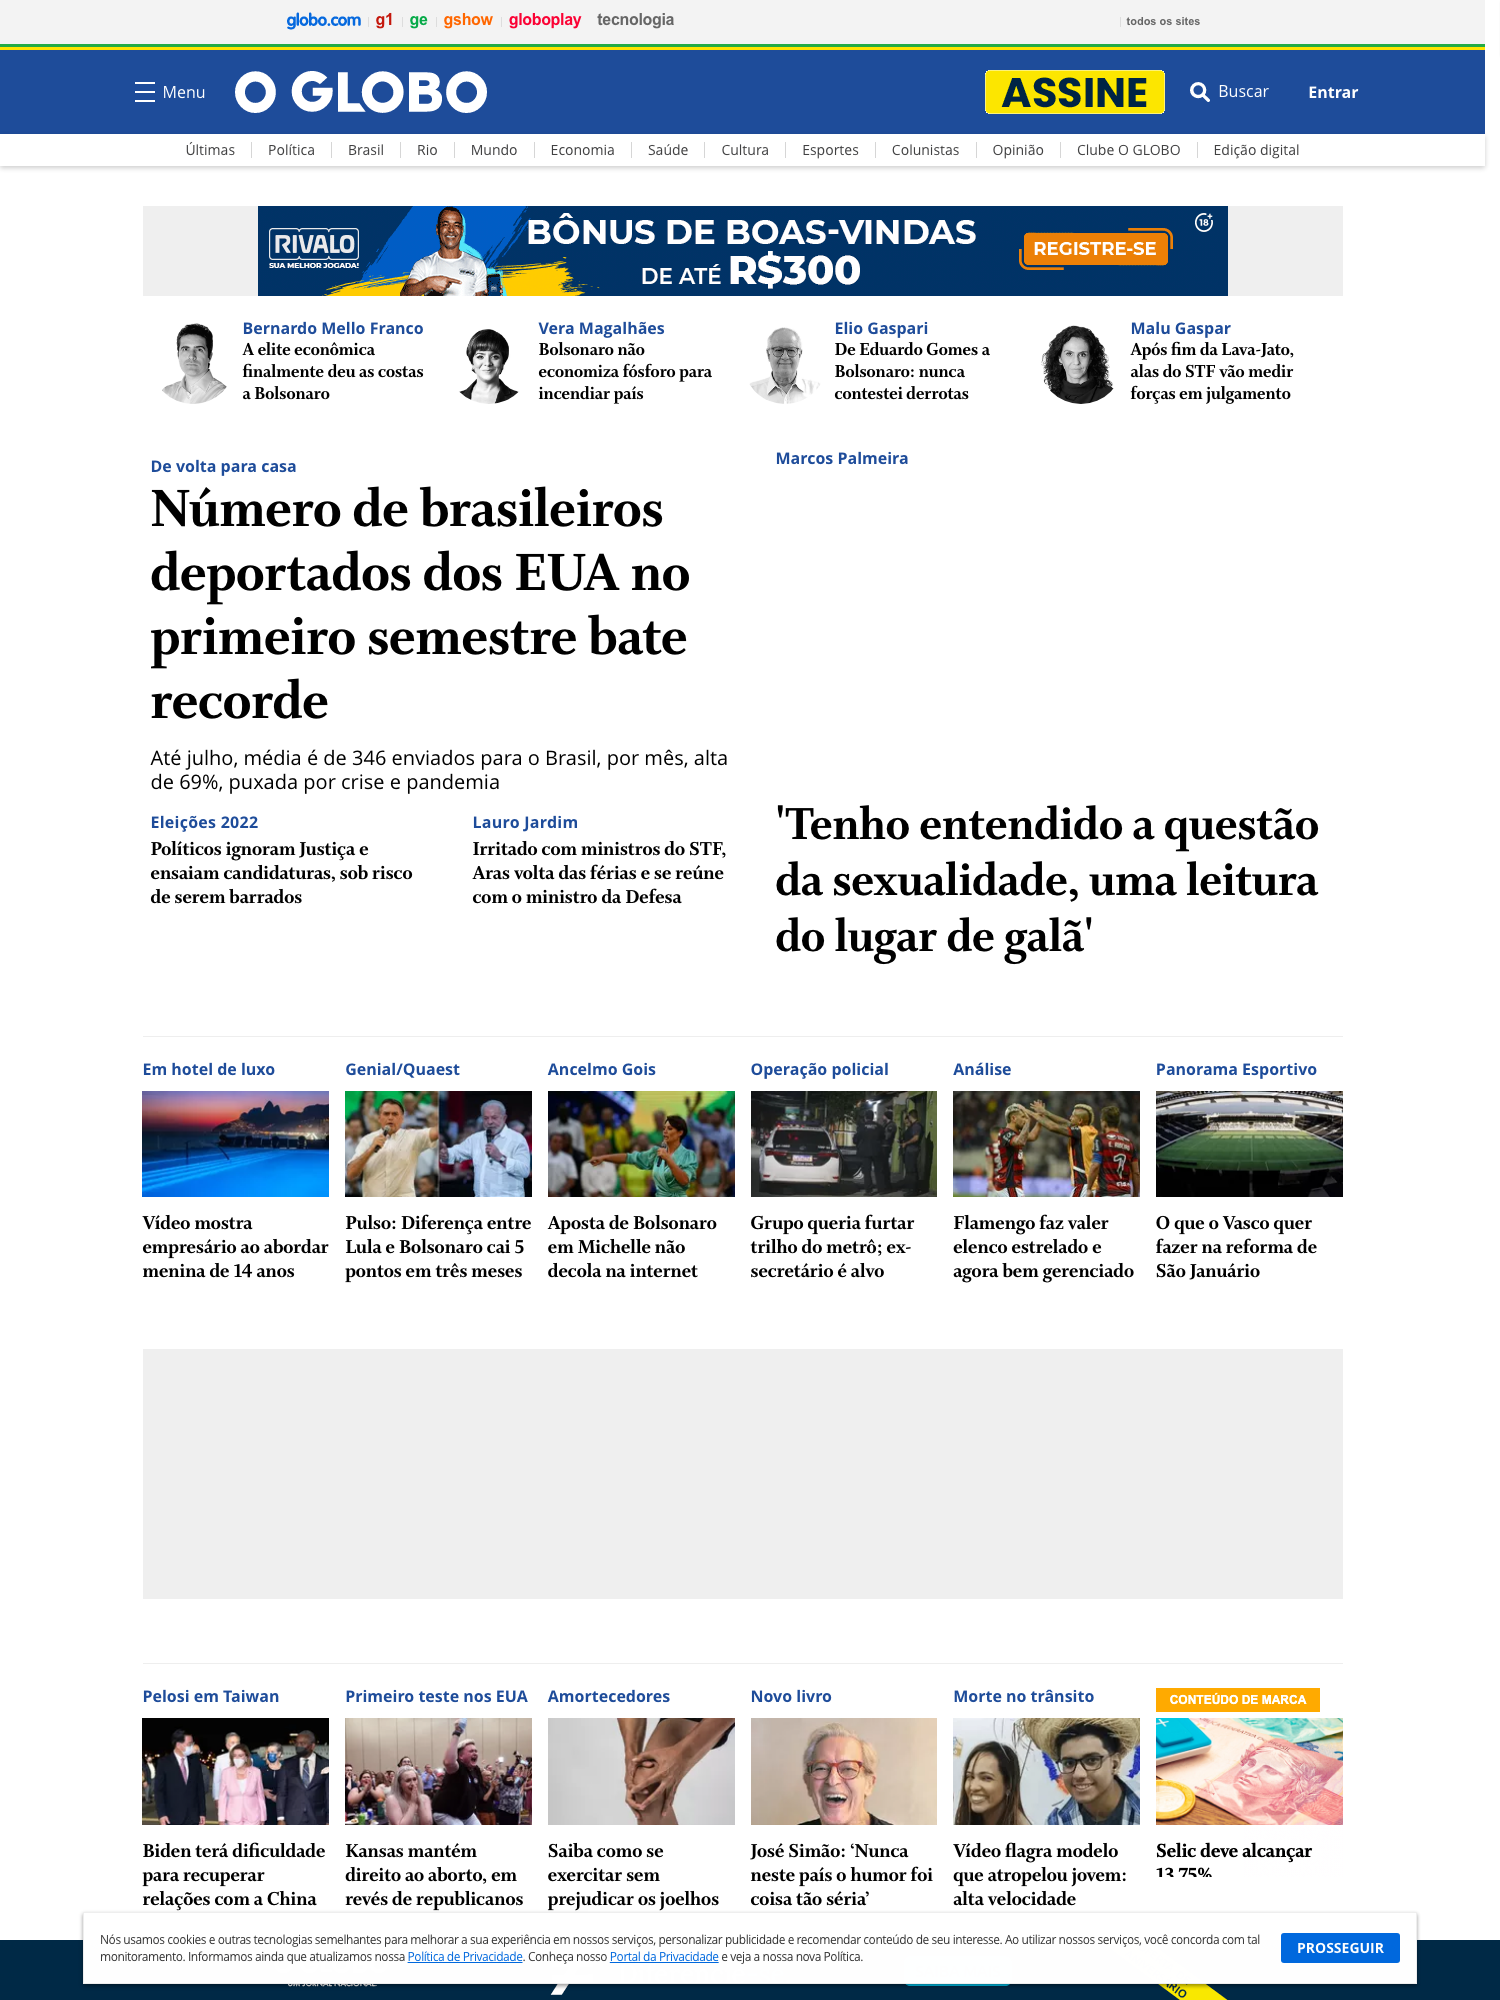 globo.com g1 ge gshow globoplay tecnologia todos os sites
Menu O GLOBO ASSINE Buscar Entrar
Últimas Política Brasil Rio Mundo Economia Saúde Cultura Esportes Colunistas Opinião Clube O GLOBO Edição digital
RIVALO
SUA MELHOR JOGADA!
BÔNUS DE BOAS-VINDAS
DE ATÉ R$300
REGISTRE-SE
18+
Bernardo Mello Franco
A elite econômica
finalmente deu as costas
a Bolsonaro
Vera Magalhães
Bolsonaro não
economiza fósforo para
incendiar país
Elio Gaspari
De Eduardo Gomes a
Bolsonaro: nunca
contestei derrotas
Malu Gaspar
Após fim da Lava-Jato,
alas do STF vão medir
forças em julgamento
De volta para casa
Número de brasileiros
deportados dos EUA no
primeiro semestre bate
recorde
Até julho, média é de 346 enviados para o Brasil, por mês, alta
de 69%, puxada por crise e pandemia
Eleições 2022
Políticos ignoram Justiça e
ensaiam candidaturas, sob risco
de serem barrados
Lauro Jardim
Irritado com ministros do STF,
Aras volta das férias e se reúne
com o ministro da Defesa
Marcos Palmeira
'Tenho entendido a questão
da sexualidade, uma leitura
do lugar de galã'
Em hotel de luxo
Vídeo mostra
empresário ao abordar
menina de 14 anos
Genial/Quaest
Pulso: Diferença entre
Lula e Bolsonaro cai 5
pontos em três meses
Ancelmo Gois
Aposta de Bolsonaro
em Michelle não
decola na internet
Operação policial
Grupo queria furtar
trilho do metrô; ex-
secretário é alvo
Análise
Flamengo faz valer
elenco estrelado e
agora bem gerenciado
Panorama Esportivo
O que o Vasco quer
fazer na reforma de
São Januário
Pelosi em Taiwan
Biden terá dificuldade
para recuperar
relações com a China
Primeiro teste nos EUA
Kansas mantém
direito ao aborto, em
revés de republicanos
Amortecedores
Saiba como se
exercitar sem
prejudicar os joelhos
Novo livro
José Simão: ‘Nunca
neste país o humor foi
coisa tão séria’
Morte no trânsito
Vídeo flagra modelo
que atropelou jovem:
alta velocidade
CONTEÚDO DE MARCA
Selic deve alcançar
13,75%
Nós usamos cookies e outras tecnologias semelhantes para melhorar a sua experiência em nossos serviços, personalizar publicidade e recomendar conteúdo de seu interesse. Ao utilizar nossos serviços, você concorda com tal
monitoramento. Informamos ainda que atualizamos nossa Política de Privacidade. Conheça nosso Portal da Privacidade e veja a nossa nova Política.
PROSSEGUIR